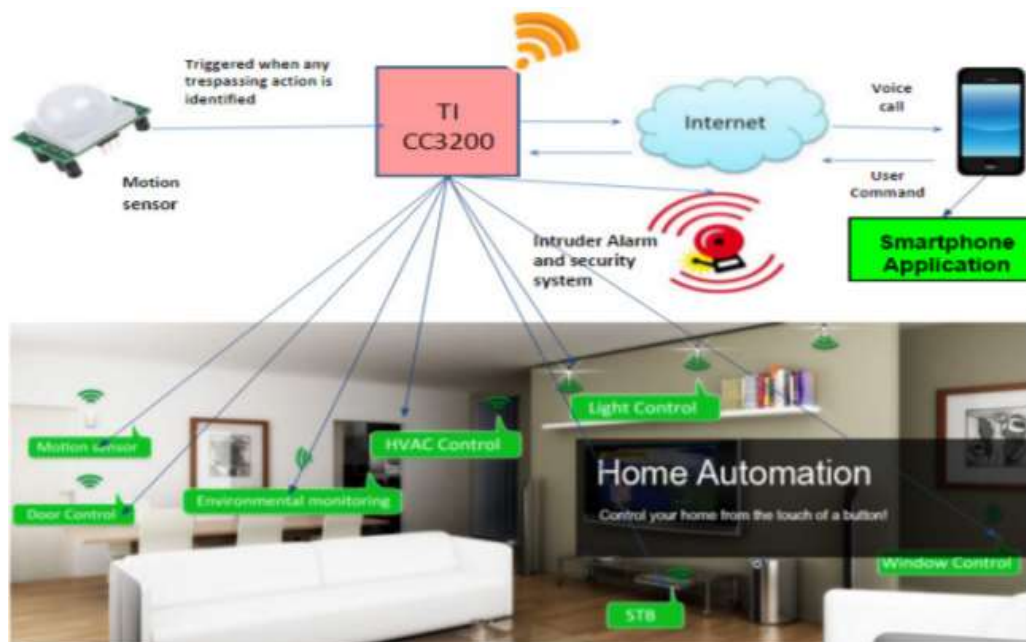 Triggered when any
trespassing action is
identified
TI
CC3200
Internet
Voice
call
Motion
sensor
User
Command
Intruder Alarm
and security
system
Smartphone
Application
Light Control
Motion sensor
HVAC Control
Environmental monitoring
Door Control
Home Automation
Control your home from the touch of a button!
Window Control
STB